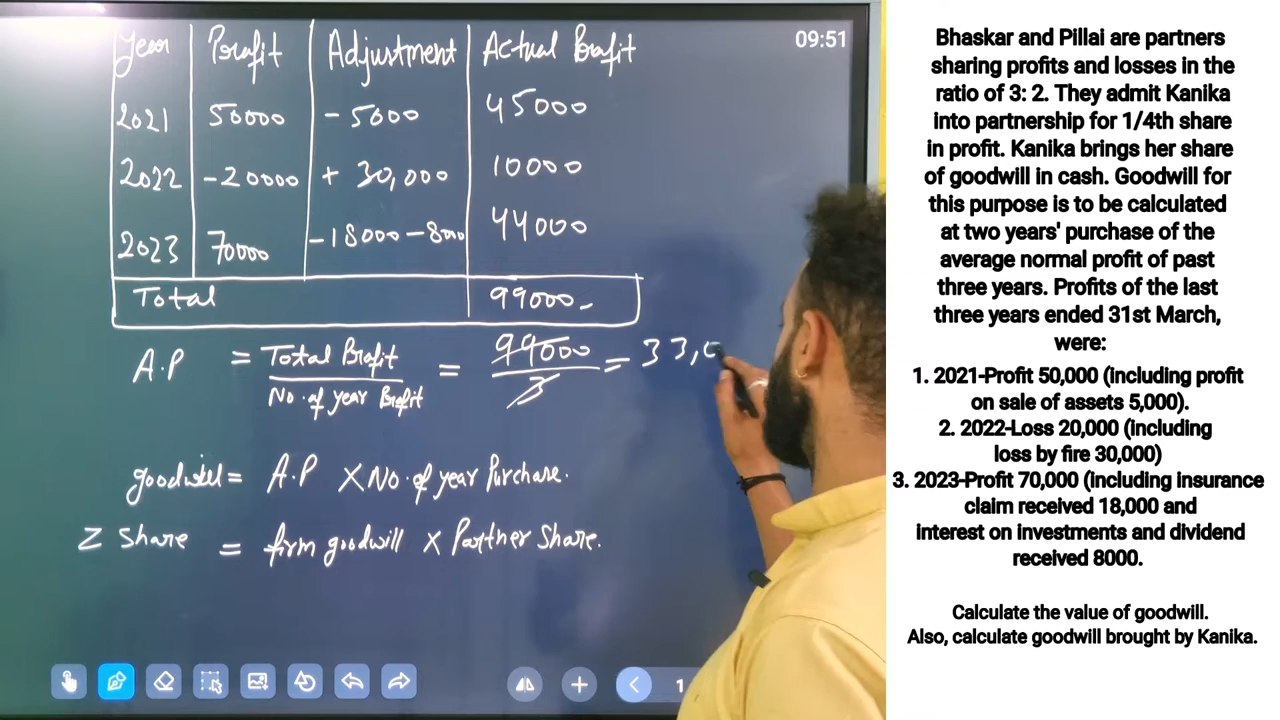 Year Profit Adjustment Actual Profit
09:51
2021 50000 - 5000 45000
2022 -20000 + 30,000 10000
2023 70000 -18000 -8000 44000
Total 99000
A.P = Total Profit / No. of year Profit = 99000 / 3 = 33,0
goodwill = A.P X No. of year Purchase.
Z Share = firm goodwill X Partner Share.
1
Bhaskar and Pillai are partners
sharing profits and losses in the
ratio of 3: 2. They admit Kanika
into partnership for 1/4th share
in profit. Kanika brings her share
of goodwill in cash. Goodwill for
this purpose is to be calculated
at two years' purchase of the
average normal profit of past
three years. Profits of the last
three years ended 31st March,
were:
1. 2021-Profit 50,000 (including profit
on sale of assets 5,000).
2. 2022-Loss 20,000 (including
loss by fire 30,000)
3. 2023-Profit 70,000 (including insurance
claim received 18,000 and
interest on investments and dividend
received 8000.
Calculate the value of goodwill.
Also, calculate goodwill brought by Kanika.